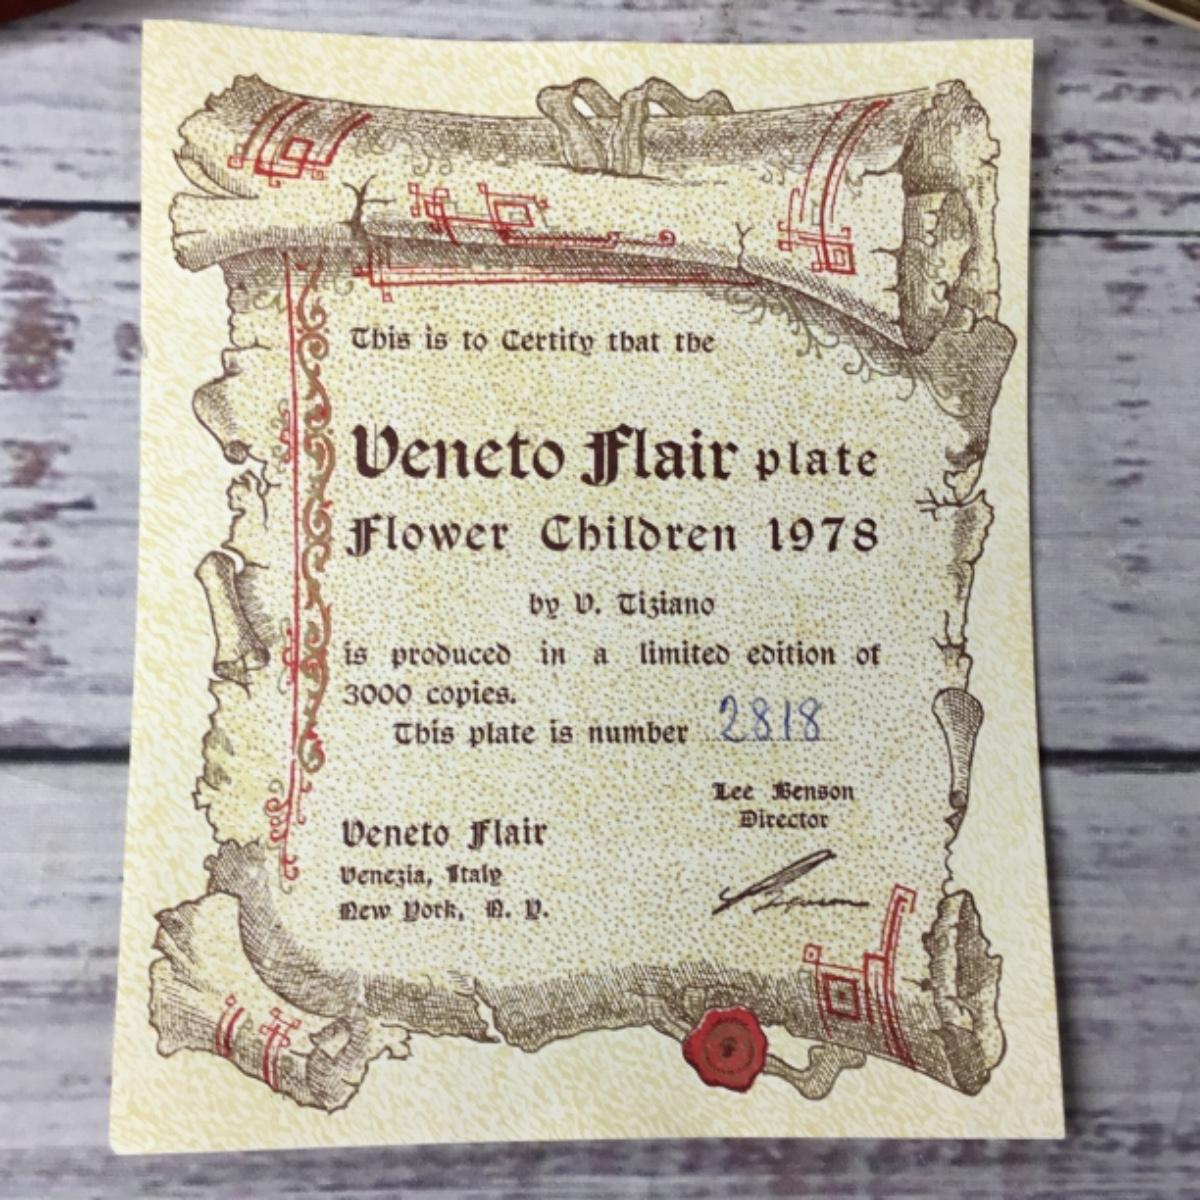 This is to Certify that the
Veneto Flair plate
Flower Children 1978
by V. Tiziano
is produced in a limited edition of
3000 copies.
This plate is number 2818
Lee Benson
Director
Veneto Flair
Venezia, Italy
New York, N. Y.